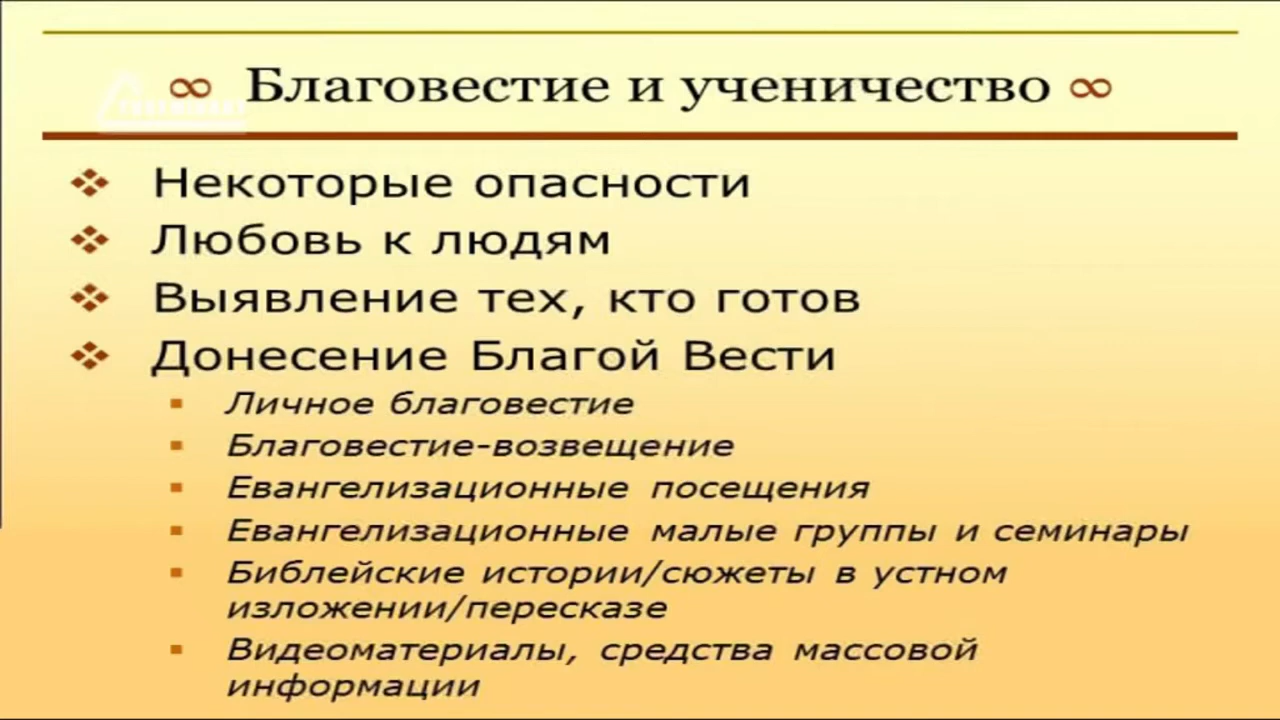 ∞ Благовестие и ученичество ∞
Некоторые опасности
Любовь к людям
Выявление тех, кто готов
Донесение Благой Вести
Личное благовестие
Благовестие-возвещение
Евангелизационные посещения
Евангелизационные малые группы и семинары
Библейские истории/сюжеты в устном
изложении/пересказе
Видеоматериалы, средства массовой
информации